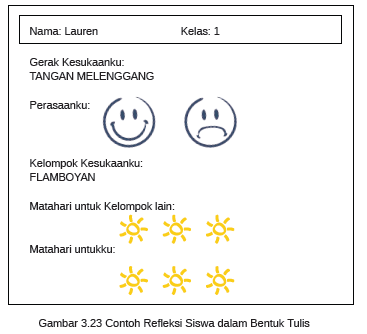 Nama: Lauren Kelas: 1
Gerak Kesukaanku:
TANGAN MELENGGANG
Perasaanku:
Kelompok Kesukaanku:
FLAMBOYAN
Matahari untuk Kelompok lain:
Matahari untukku:
Gambar 3.23 Contoh Refleksi Siswa dalam Bentuk Tulis